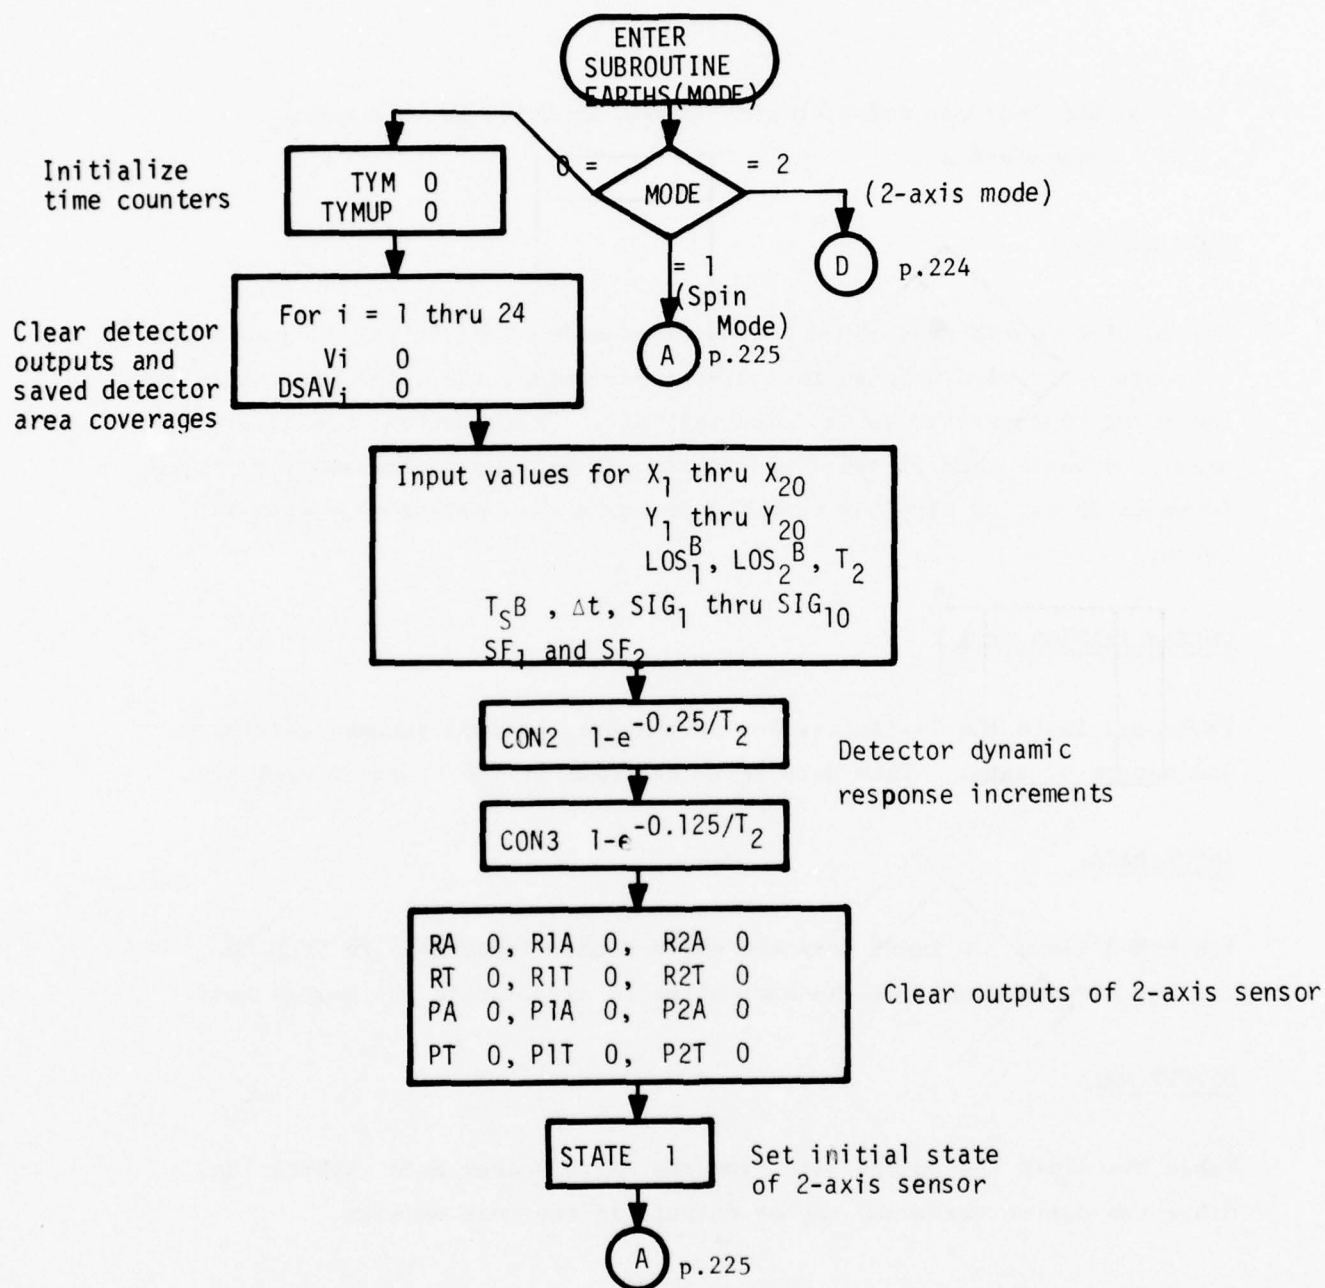 ENTER
SUBROUTINE
EARTHS(MODE)
0 =
MODE
= 2
(2-axis mode)
D
p.224
= 1
(Spin
Mode)
A
p.225
Initialize
time counters
TYM 0
TYMUP 0
Clear detector
outputs and
saved detector
area coverages
For i = 1 thru 24
Vi 0
DSAVi 0
Input values for X1 thru X20
Y1 thru Y20
LOS1^B, LOS2^B, T2
TSB , Δt, SIG1 thru SIG10
SF1 and SF2
CON2 1-e^-0.25/T2
CON3 1-e^-0.125/T2
Detector dynamic
response increments
RA 0, R1A 0, R2A 0
RT 0, R1T 0, R2T 0
PA 0, P1A 0, P2A 0
PT 0, P1T 0, P2T 0
Clear outputs of 2-axis sensor
STATE 1
Set initial state
of 2-axis sensor
A
p.225